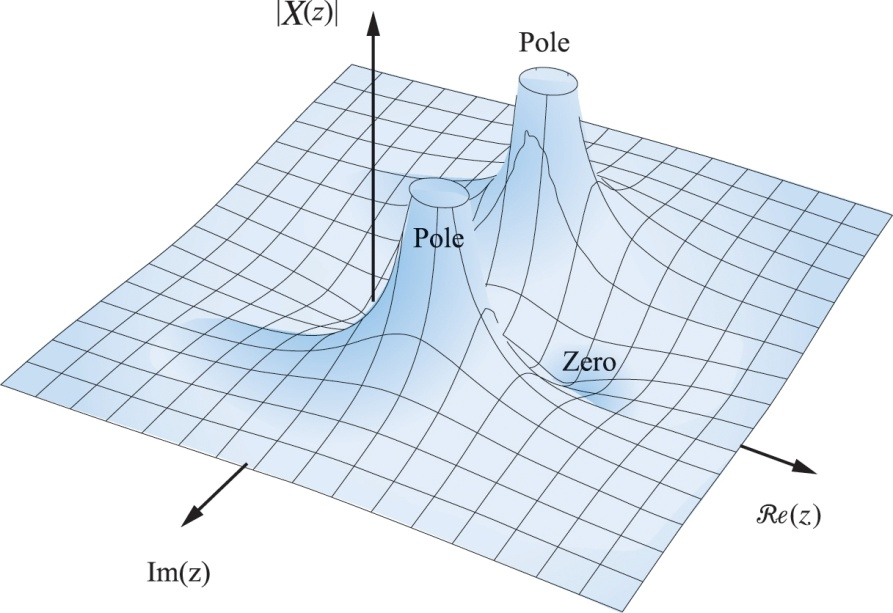 |X(z)|
Pole
Pole
Zero
ℛe(z)
Im(z)